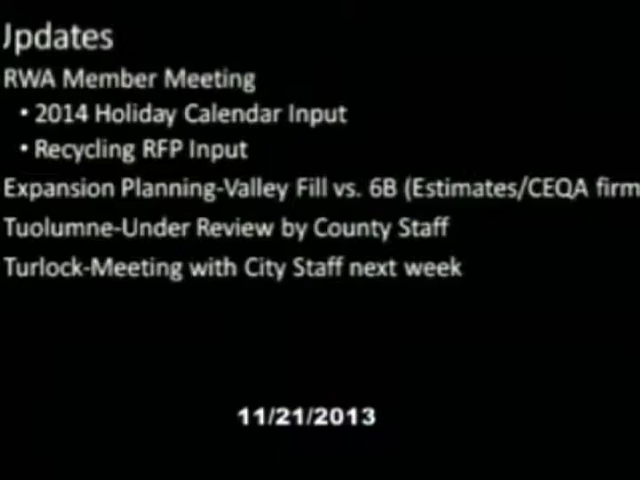 Updates
RWA Member Meeting
• 2014 Holiday Calendar Input
• Recycling RFP Input
Expansion Planning-Valley Fill vs. 6B (Estimates/CEQA firm
Tuolumne-Under Review by County Staff
Turlock-Meeting with City Staff next week
11/21/2013